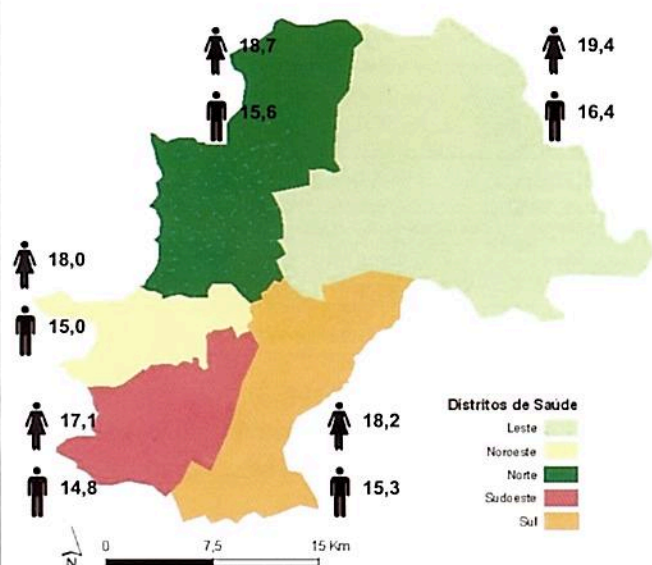 18,7
19,4
15,6
16,4
18,0
15,0
17,1
18,2
14,8
15,3
Distritos de Saúde
Leste
Noroeste
Norte
Sudoeste
Sul
N
0 7,5 15 Km